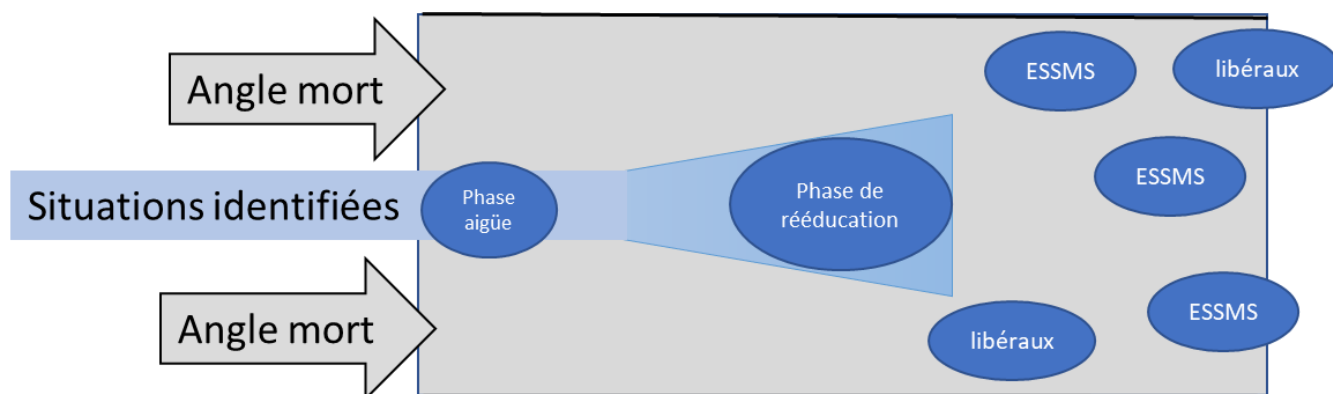 Angle mort
ESSMS
libéraux
Situations identifiées
Phase
aigüe
Phase de
rééducation
ESSMS
Angle mort
libéraux
ESSMS